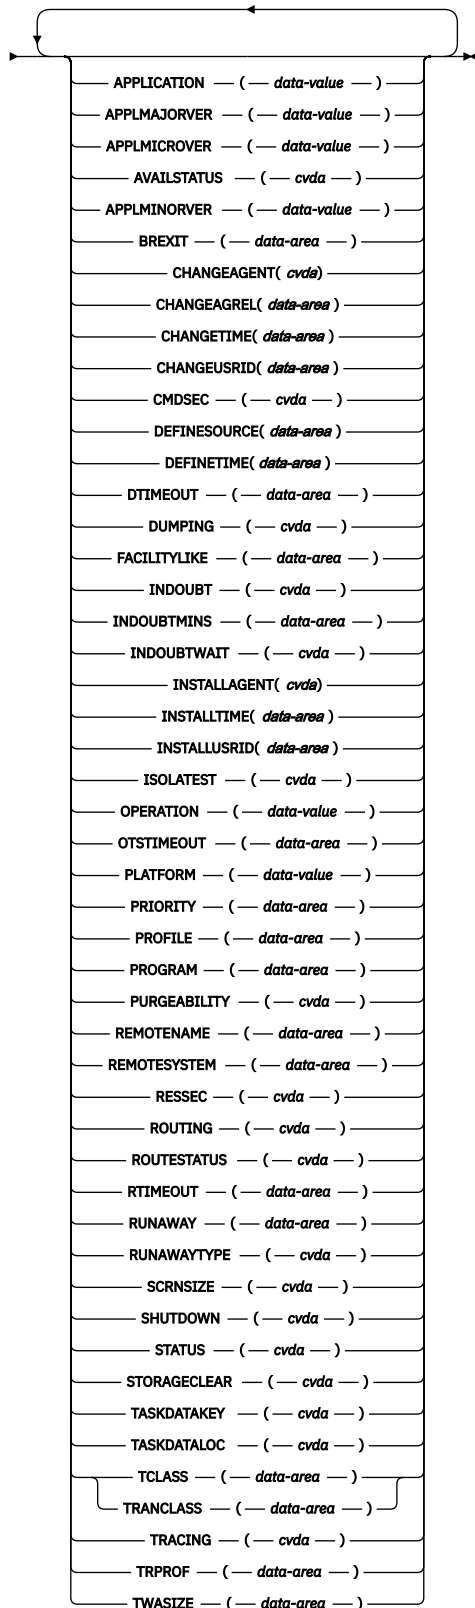 APPLICATION ( data-value )
APPLMAJORVER ( data-value )
APPLMICROVER ( data-value )
AVAILSTATUS ( cvda )
APPLMINORVER ( data-value )
BREXIT ( data-area )
CHANGEAGENT( cvda)
CHANGEAGREL( data-area )
CHANGETIME( data-area )
CHANGEUSRID( data-area )
CMDSEC ( cvda )
DEFINESOURCE( data-area )
DEFINETIME( data-area )
DTIMEOUT ( data-area )
DUMPING ( cvda )
FACILITYLIKE ( data-area )
INDOUBT ( cvda )
INDOUBTMINS ( data-area )
INDOUBTWAIT ( cvda )
INSTALLAGENT( cvda)
INSTALLTIME( data-area )
INSTALLUSRID( data-area )
ISOLATEST ( cvda )
OPERATION ( data-value )
OTSTIMEOUT ( data-area )
PLATFORM ( data-value )
PRIORITY ( data-area )
PROFILE ( data-area )
PROGRAM ( data-area )
PURGEABILITY ( cvda )
REMOTENAME ( data-area )
REMOTESYSTEM ( data-area )
RESSEC ( cvda )
ROUTING ( cvda )
ROUTESTATUS ( cvda )
RTIMEOUT ( data-area )
RUNAWAY ( data-area )
RUNAWAYTYPE ( cvda )
SCRNSIZE ( cvda )
SHUTDOWN ( cvda )
STATUS ( cvda )
STORAGECLEAR ( cvda )
TASKDATAKEY ( cvda )
TASKDATALOC ( cvda )
TCLASS ( data-area )
TRANCLASS ( data-area )
TRACING ( cvda )
TRPROF ( data-area )
TWASIZE ( data-area )